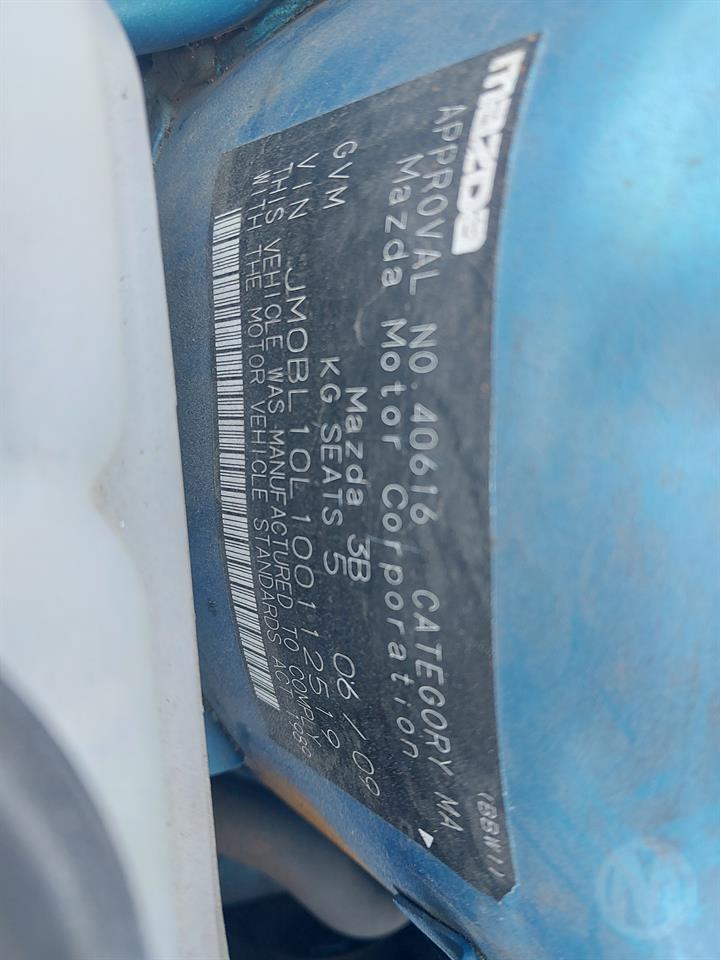 mazda
APPROVAL NO. 40616 CATEGORY MA
Mazda Motor Corporation
Mazda 3B 06/09
GVM KG SEATS 5
VIN JM0BL10L100112519
THIS VEHICLE WAS MANUFACTURED TO COMPLY
WITH THE MOTOR VEHICLE STANDARDS ACT 1989